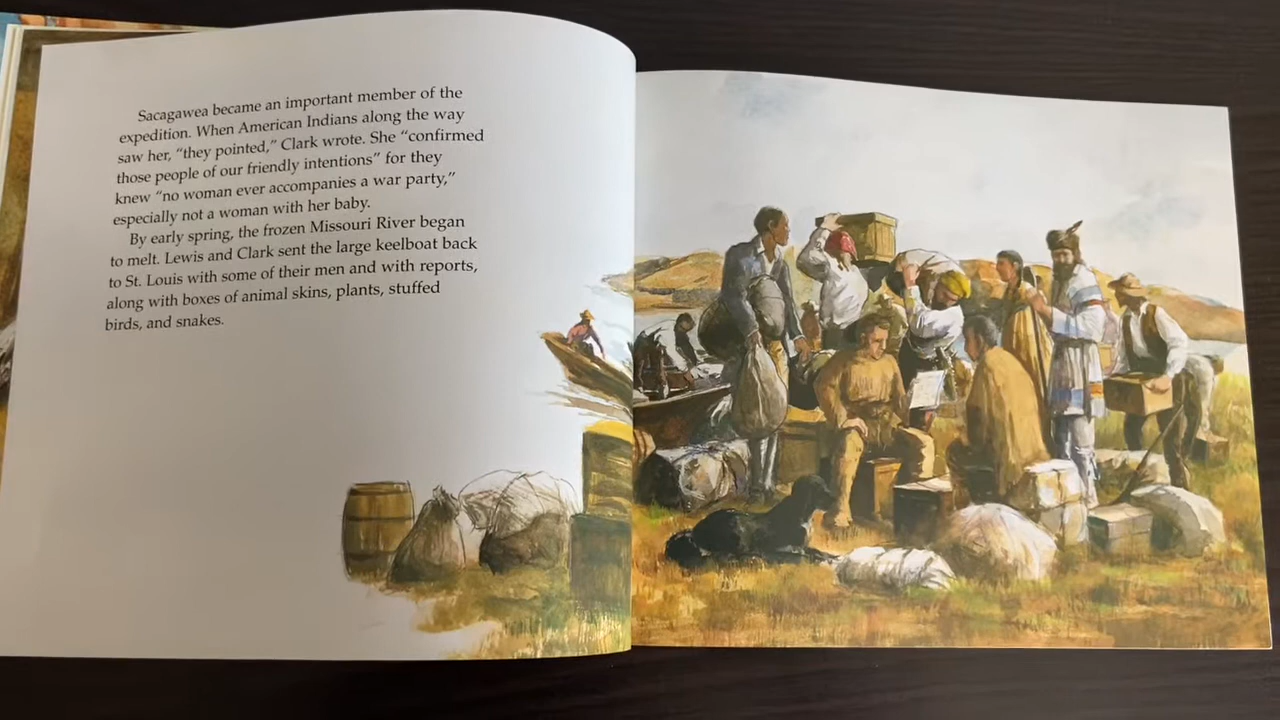 Sacagawea became an important member of the
expedition. When American Indians along the way
saw her, “they pointed,” Clark wrote. She “confirmed
those people of our friendly intentions” for they
knew “no woman ever accompanies a war party,”
especially not a woman with her baby.
By early spring, the frozen Missouri River began
to melt. Lewis and Clark sent the large keelboat back
to St. Louis with some of their men and with reports,
along with boxes of animal skins, plants, stuffed
birds, and snakes.